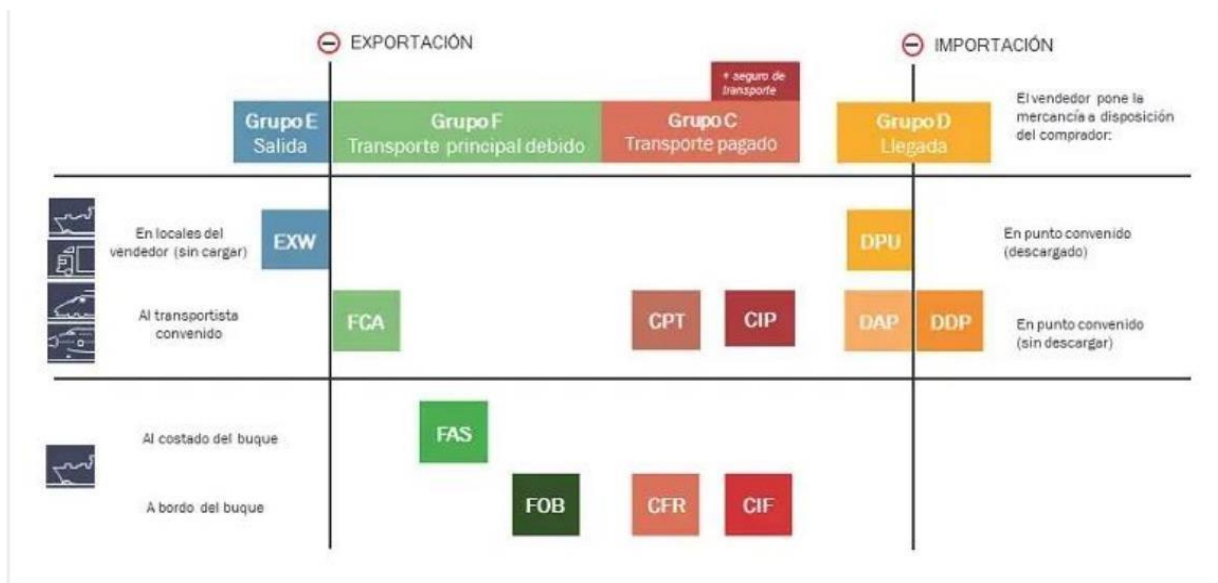 EXPORTACIÓN
IMPORTACIÓN
+ seguro de
transporte
Grupo E
Salida
Grupo F
Transporte principal debido
Grupo C
Transporte pagado
Grupo D
Llegada
El vendedor pone la
mercancía a disposición
del comprador:
En locales del
vendedor (sin cargar)
EXW
DPU
En punto convenido
(descargado)
Al transportista
convenido
FCA
CPT
CIP
DAP
DDP
En punto convenido
(sin descargar)
Al costado del buque
FAS
A bordo del buque
FOB
CFR
CIF